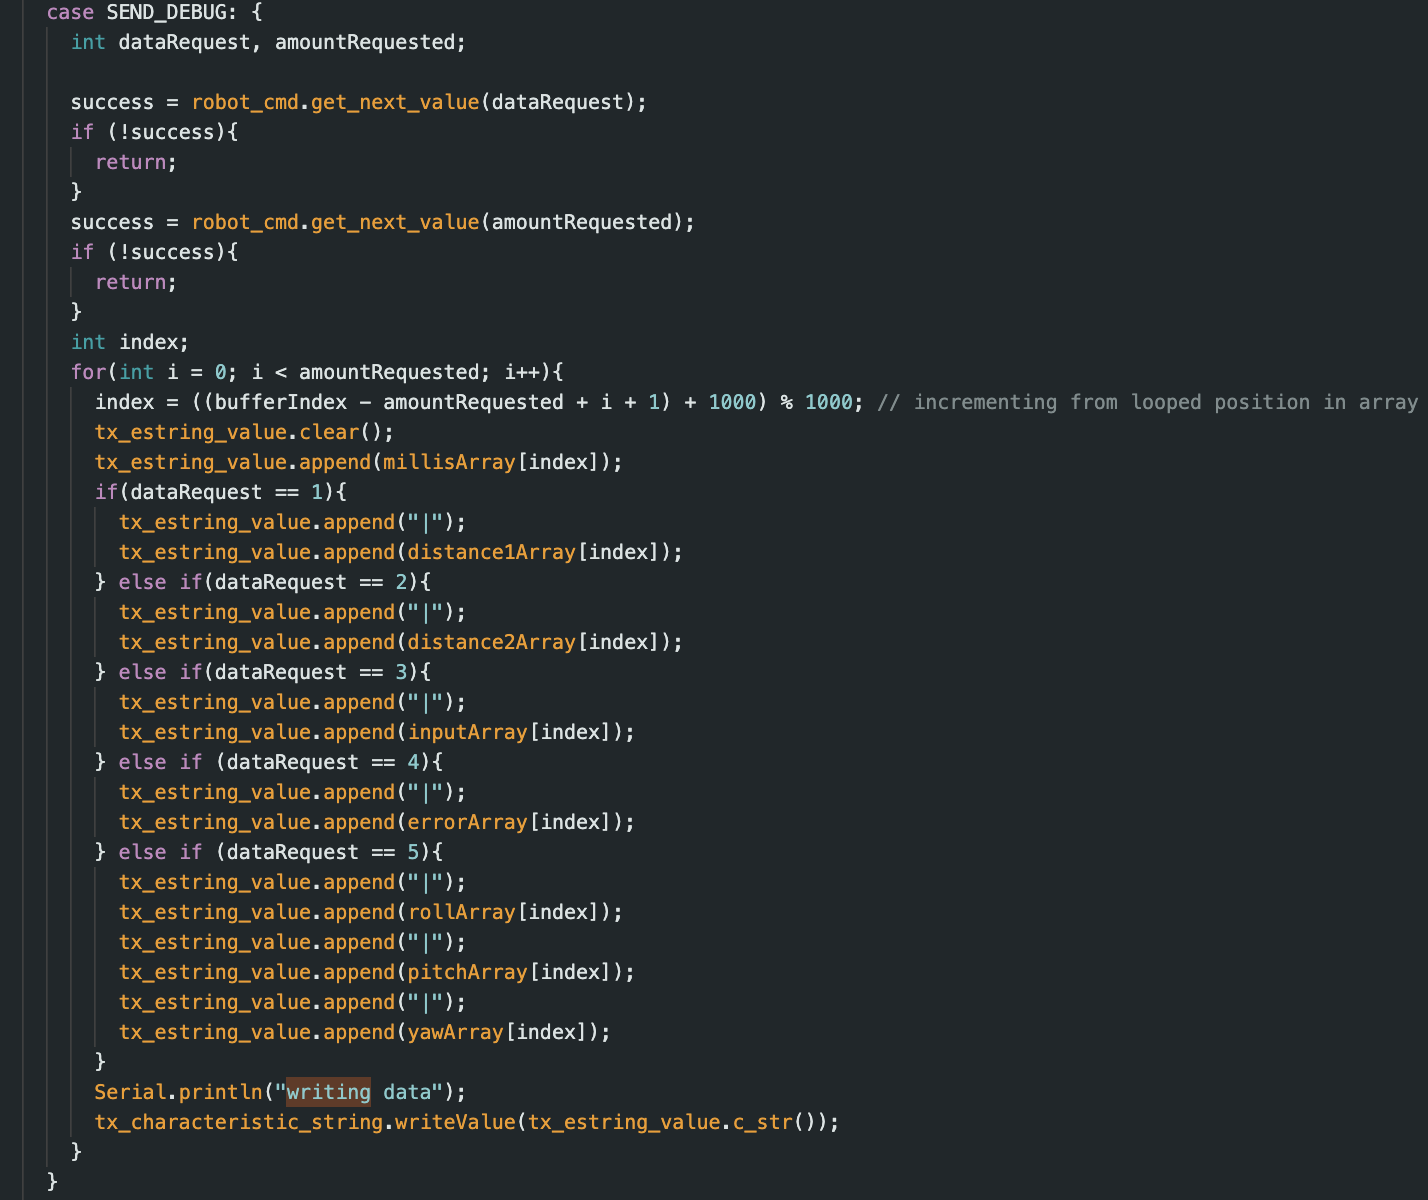 case SEND_DEBUG: {
int dataRequest, amountRequested;
success = robot_cmd.get_next_value(dataRequest);
if (!success){
return;
}
success = robot_cmd.get_next_value(amountRequested);
if (!success){
return;
}
int index;
for(int i = 0; i < amountRequested; i++){
index = ((bufferIndex - amountRequested + i + 1) + 1000) % 1000; // incrementing from looped position in array
tx_estring_value.clear();
tx_estring_value.append(millisArray[index]);
if(dataRequest == 1){
tx_estring_value.append("|");
tx_estring_value.append(distance1Array[index]);
} else if(dataRequest == 2){
tx_estring_value.append("|");
tx_estring_value.append(distance2Array[index]);
} else if(dataRequest == 3){
tx_estring_value.append("|");
tx_estring_value.append(inputArray[index]);
} else if (dataRequest == 4){
tx_estring_value.append("|");
tx_estring_value.append(errorArray[index]);
} else if (dataRequest == 5){
tx_estring_value.append("|");
tx_estring_value.append(rollArray[index]);
tx_estring_value.append("|");
tx_estring_value.append(pitchArray[index]);
tx_estring_value.append("|");
tx_estring_value.append(yawArray[index]);
}
Serial.println("writing data");
tx_characteristic_string.writeValue(tx_estring_value.c_str());
}
}